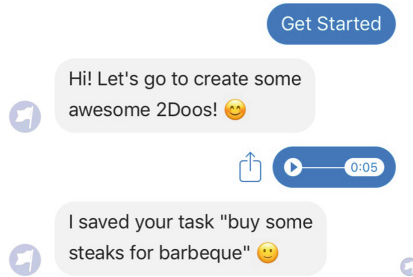 Get Started
Hi! Let's go to create some
awesome 2Doos! 😊
0:05
I saved your task "buy some
steaks for barbeque" 🙂